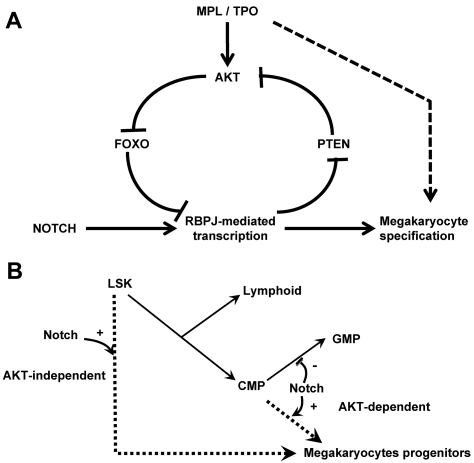 A
MPL / TPO
AKT
FOXO
PTEN
NOTCH
RBPJ-mediated
transcription
Megakaryocyte
specification
B
LSK
Lymphoid
Notch
+
GMP
AKT-independent
CMP
-
Notch
+
AKT-dependent
Megakaryocytes progenitors